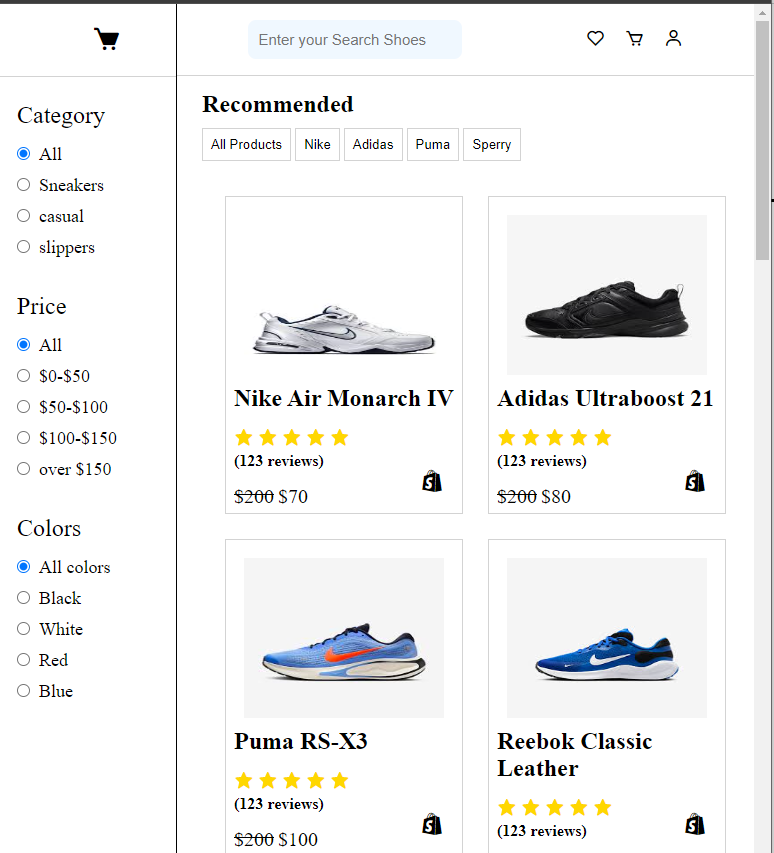 Enter your Search Shoes
Category
All
Sneakers
casual
slippers
Price
All
$0-$50
$50-$100
$100-$150
over $150
Colors
All colors
Black
White
Red
Blue
Recommended
All Products Nike Adidas Puma Sperry
Nike Air Monarch IV
(123 reviews)
$200 $70
Adidas Ultraboost 21
(123 reviews)
$200 $80
Puma RS-X3
(123 reviews)
$200 $100
Reebok Classic
Leather
(123 reviews)